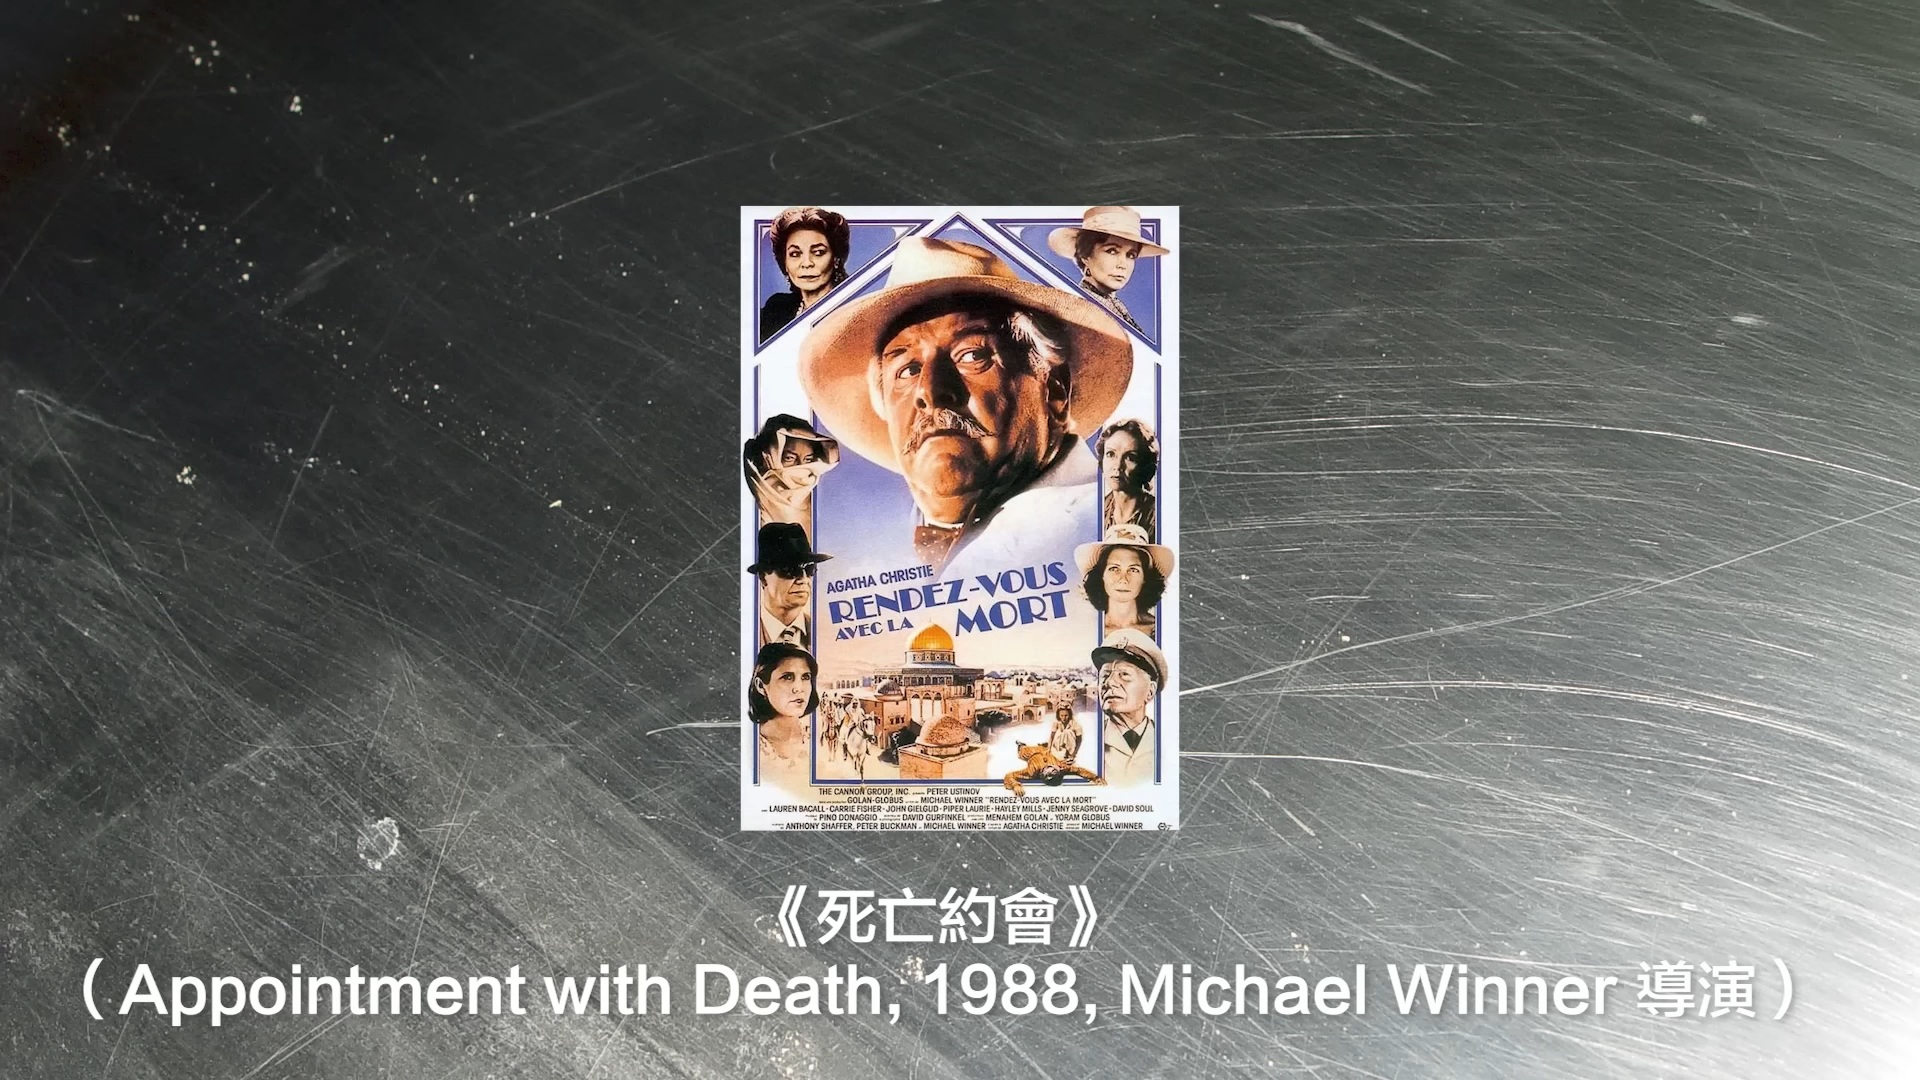 AGATHA CHRISTIE
RENDEZ-VOUS
AVEC LA MORT
THE CANNON GROUP, INC. PETER USTINOV
GOLAN-GLOBUS MICHAEL WINNER "RENDEZ-VOUS AVEC LA MORT"
LAUREN BACALL · CARRIE FISHER · JOHN GIELGUD · PIPER LAURIE · HAYLEY MILLS · JENNY SEAGROVE · DAVID SOUL
PINO DONAGGIO DAVID GURFINKEL MENAHEM GOLAN YORAM GLOBUS
ANTHONY SHAFFER, PETER BUCKMAN MICHAEL WINNER AGATHA CHRISTIE MICHAEL WINNER
《死亡約會》
（Appointment with Death, 1988, Michael Winner 導演）